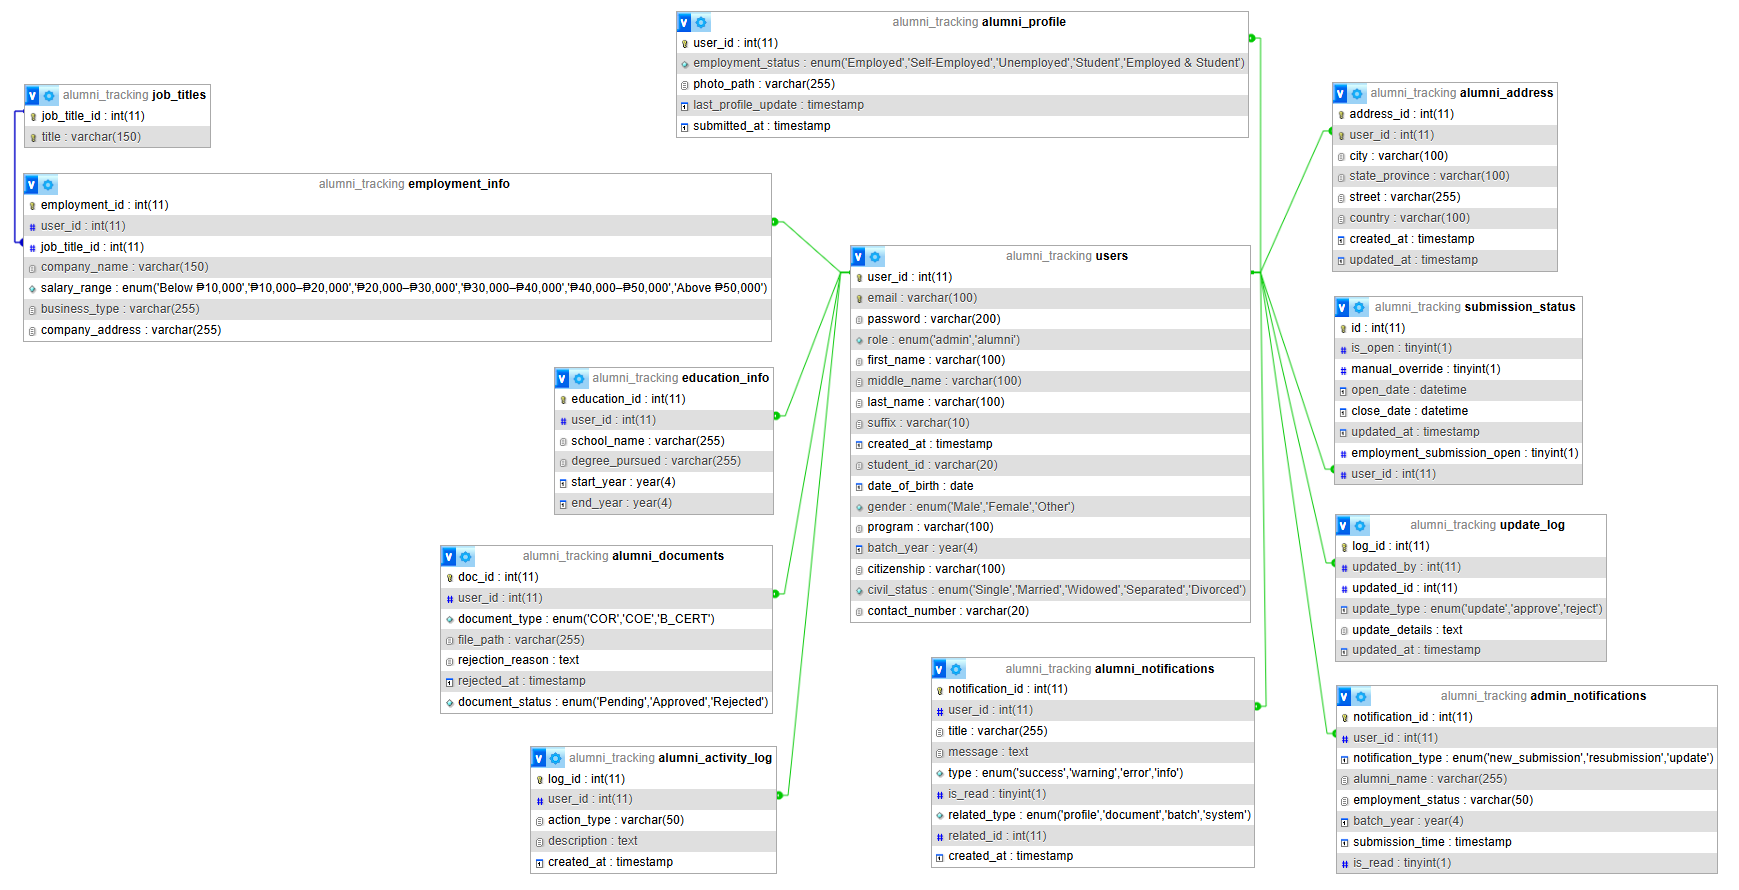 alumni_tracking alumni_profile
user_id : int(11)
employment_status : enum('Employed','Self-Employed','Unemployed','Student','Employed & Student')
photo_path : varchar(255)
last_profile_update : timestamp
submitted_at : timestamp
alumni_tracking job_titles
job_title_id : int(11)
title : varchar(150)
alumni_tracking alumni_address
address_id : int(11)
user_id : int(11)
city : varchar(100)
state_province : varchar(100)
street : varchar(255)
country : varchar(100)
created_at : timestamp
updated_at : timestamp
alumni_tracking employment_info
employment_id : int(11)
user_id : int(11)
job_title_id : int(11)
company_name : varchar(150)
salary_range : enum('Below ₱10,000','₱10,000–₱20,000','₱20,000–₱30,000','₱30,000–₱40,000','₱40,000–₱50,000','Above ₱50,000')
business_type : varchar(255)
company_address : varchar(255)
alumni_tracking users
user_id : int(11)
email : varchar(100)
password : varchar(200)
role : enum('admin','alumni')
first_name : varchar(100)
middle_name : varchar(100)
last_name : varchar(100)
suffix : varchar(10)
created_at : timestamp
student_id : varchar(20)
date_of_birth : date
gender : enum('Male','Female','Other')
program : varchar(100)
batch_year : year(4)
citizenship : varchar(100)
civil_status : enum('Single','Married','Widowed','Separated','Divorced')
contact_number : varchar(20)
alumni_tracking submission_status
id : int(11)
is_open : tinyint(1)
manual_override : tinyint(1)
open_date : datetime
close_date : datetime
updated_at : timestamp
employment_submission_open : tinyint(1)
user_id : int(11)
alumni_tracking education_info
education_id : int(11)
user_id : int(11)
school_name : varchar(255)
degree_pursued : varchar(255)
start_year : year(4)
end_year : year(4)
alumni_tracking update_log
log_id : int(11)
updated_by : int(11)
updated_id : int(11)
update_type : enum('update','approve','reject')
update_details : text
updated_at : timestamp
alumni_tracking alumni_documents
doc_id : int(11)
user_id : int(11)
document_type : enum('COR','COE','B_CERT')
file_path : varchar(255)
rejection_reason : text
rejected_at : timestamp
document_status : enum('Pending','Approved','Rejected')
alumni_tracking alumni_notifications
notification_id : int(11)
user_id : int(11)
title : varchar(255)
message : text
type : enum('success','warning','error','info')
is_read : tinyint(1)
related_type : enum('profile','document','batch','system')
related_id : int(11)
created_at : timestamp
alumni_tracking admin_notifications
notification_id : int(11)
user_id : int(11)
notification_type : enum('new_submission','resubmission','update')
alumni_name : varchar(255)
employment_status : varchar(50)
batch_year : year(4)
submission_time : timestamp
is_read : tinyint(1)
alumni_tracking alumni_activity_log
log_id : int(11)
user_id : int(11)
action_type : varchar(50)
description : text
created_at : timestamp